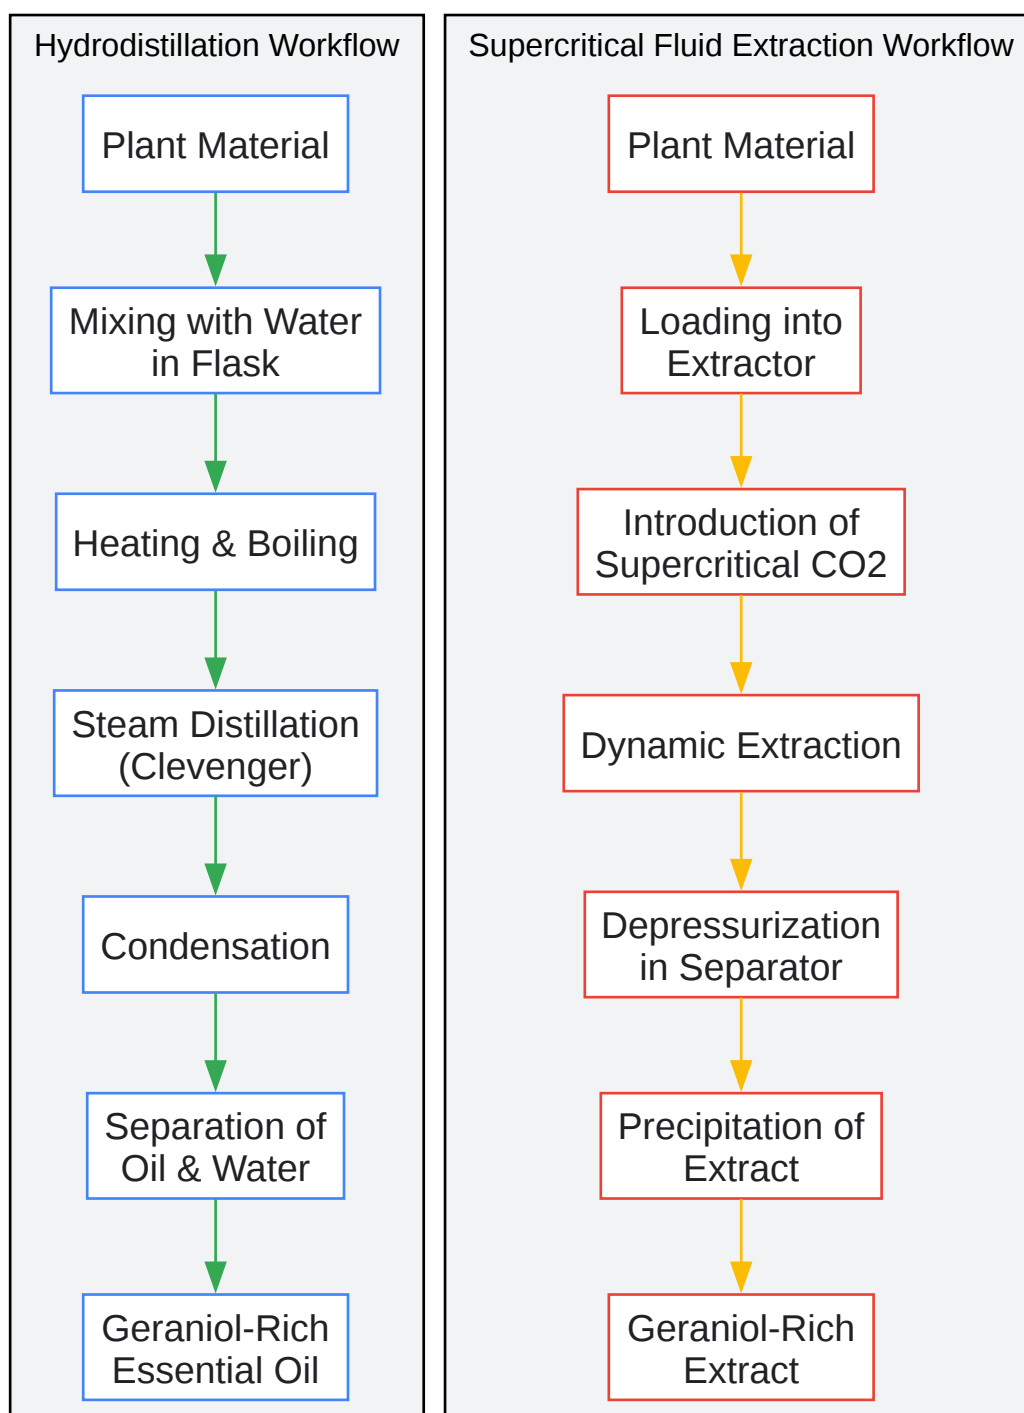 Hydrodistillation Workflow
Plant Material
Mixing with Water
in Flask
Heating & Boiling
Steam Distillation
(Clevenger)
Condensation
Separation of
Oil & Water
Geraniol-Rich
Essential Oil
Supercritical Fluid Extraction Workflow
Plant Material
Loading into
Extractor
Introduction of
Supercritical CO2
Dynamic Extraction
Depressurization
in Separator
Precipitation of
Extract
Geraniol-Rich
Extract